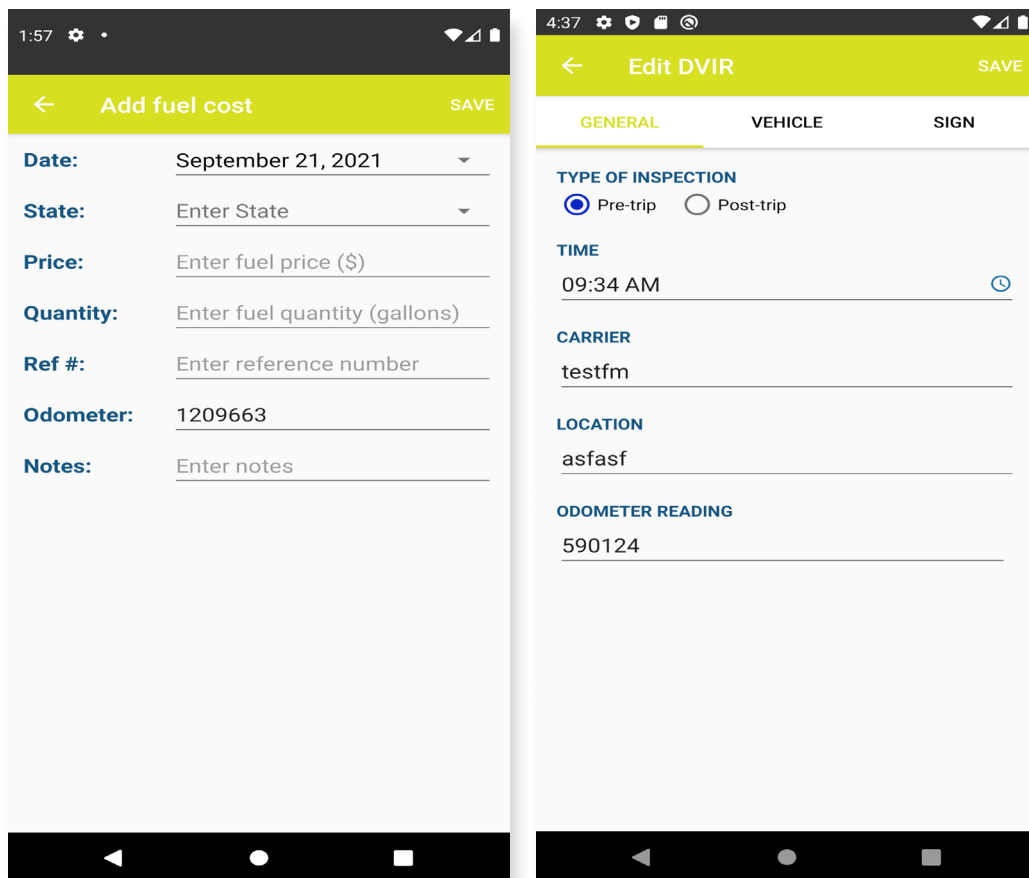 1:57
Add fuel cost SAVE
Date: September 21, 2021
State: Enter State
Price: Enter fuel price ($)
Quantity: Enter fuel quantity (gallons)
Ref #: Enter reference number
Odometer: 1209663
Notes: Enter notes
4:37
Edit DVIR SAVE
GENERAL VEHICLE SIGN
TYPE OF INSPECTION
Pre-trip Post-trip
TIME
09:34 AM
CARRIER
testfm
LOCATION
asfasf
ODOMETER READING
590124